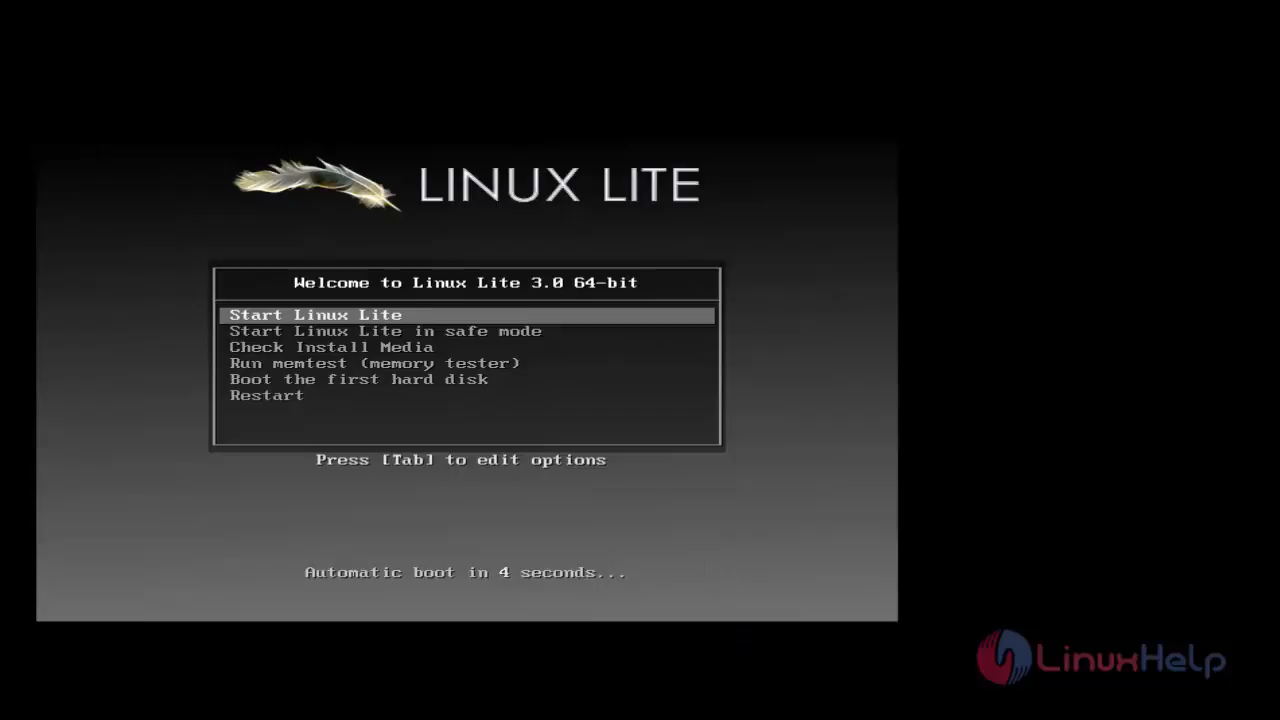 LINUX LITE
Welcome to Linux Lite 3.0 64-bit
Start Linux Lite
Start Linux Lite in safe mode
Check Install Media
Run memtest (memory tester)
Boot the first hard disk
Restart
Press [Tab] to edit options
Automatic boot in 4 seconds...
LinuxHelp